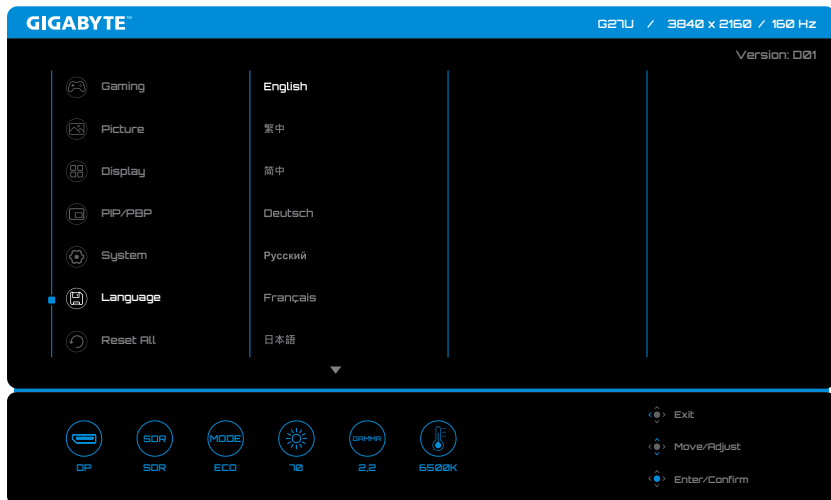 GIGABYTE™
G27U / 3840 x 2160 / 160 Hz
Version: D01
Gaming
Picture
Display
PIP/PBP
System
Language
Reset All
English
繁中
简中
Deutsch
Русский
Français
日本語
SDR
MODE
GAMMA
DP
SDR
ECO
70
2.2
6500K
Exit
Move/Adjust
Enter/Confirm